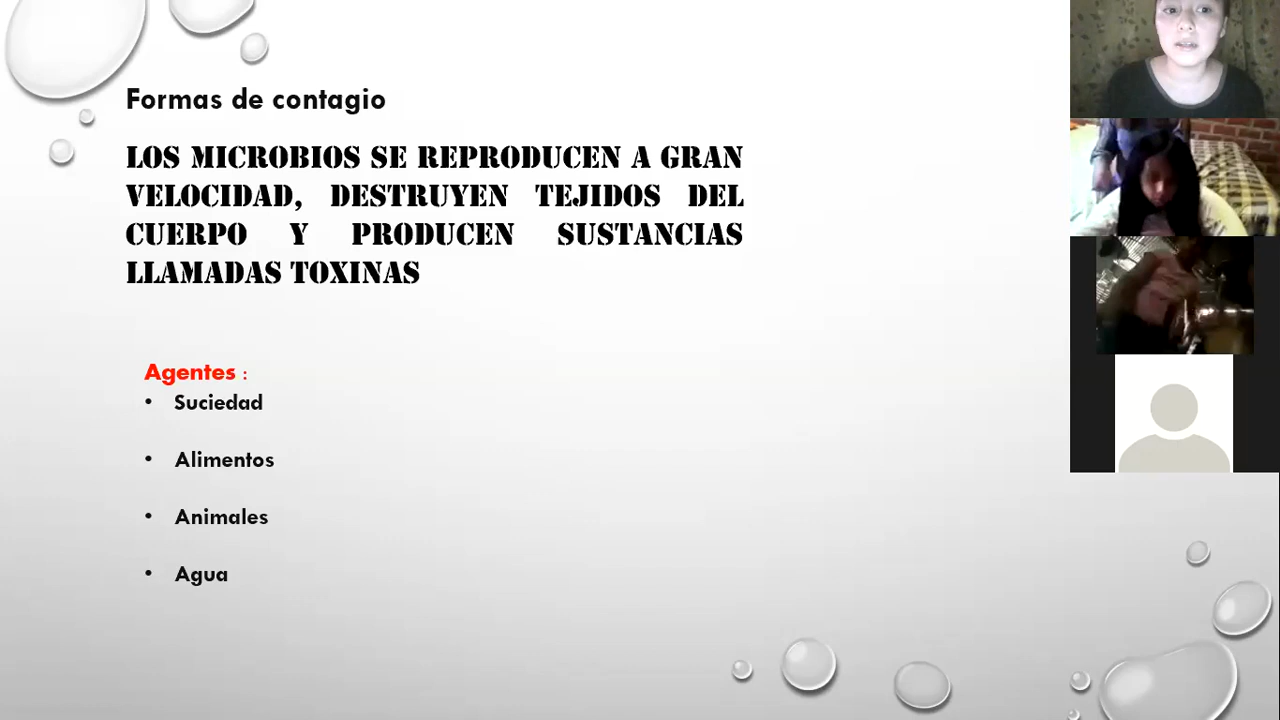 Formas de contagio
LOS MICROBIOS SE REPRODUCEN A GRAN
VELOCIDAD, DESTRUYEN TEJIDOS DEL
CUERPO Y PRODUCEN SUSTANCIAS
LLAMADAS TOXINAS
Agentes :
• Suciedad
• Alimentos
• Animales
• Agua